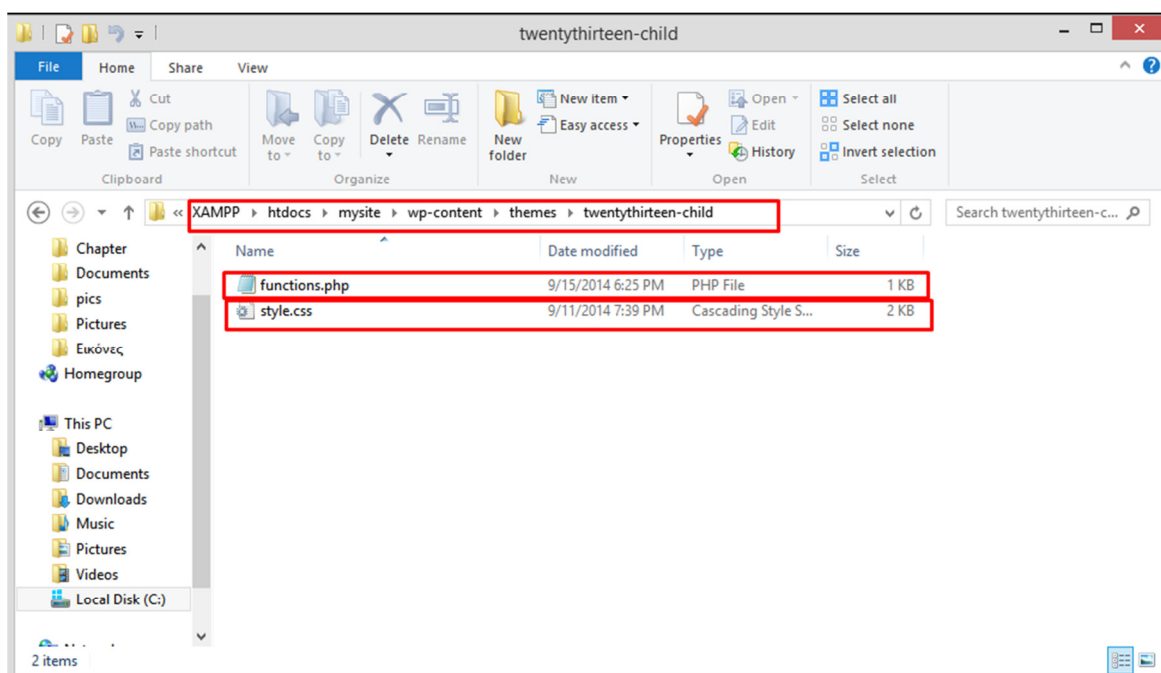 twentythirteen-child
File Home Share View
Copy
Paste
Cut
Copy path
Paste shortcut
Clipboard
Move to
Copy to
Delete
Rename
Organize
New folder
New item
Easy access
New
Properties
Open
Edit
History
Open
Select all
Select none
Invert selection
Select
« XAMPP htdocs mysite wp-content themes twentythirteen-child
Search twentythirteen-c...
Chapter
Documents
pics
Pictures
Εικόνες
Homegroup
This PC
Desktop
Documents
Downloads
Music
Pictures
Videos
Local Disk (C:)
Name Date modified Type Size
functions.php 9/15/2014 6:25 PM PHP File 1 KB
style.css 9/11/2014 7:39 PM Cascading Style S... 2 KB
2 items